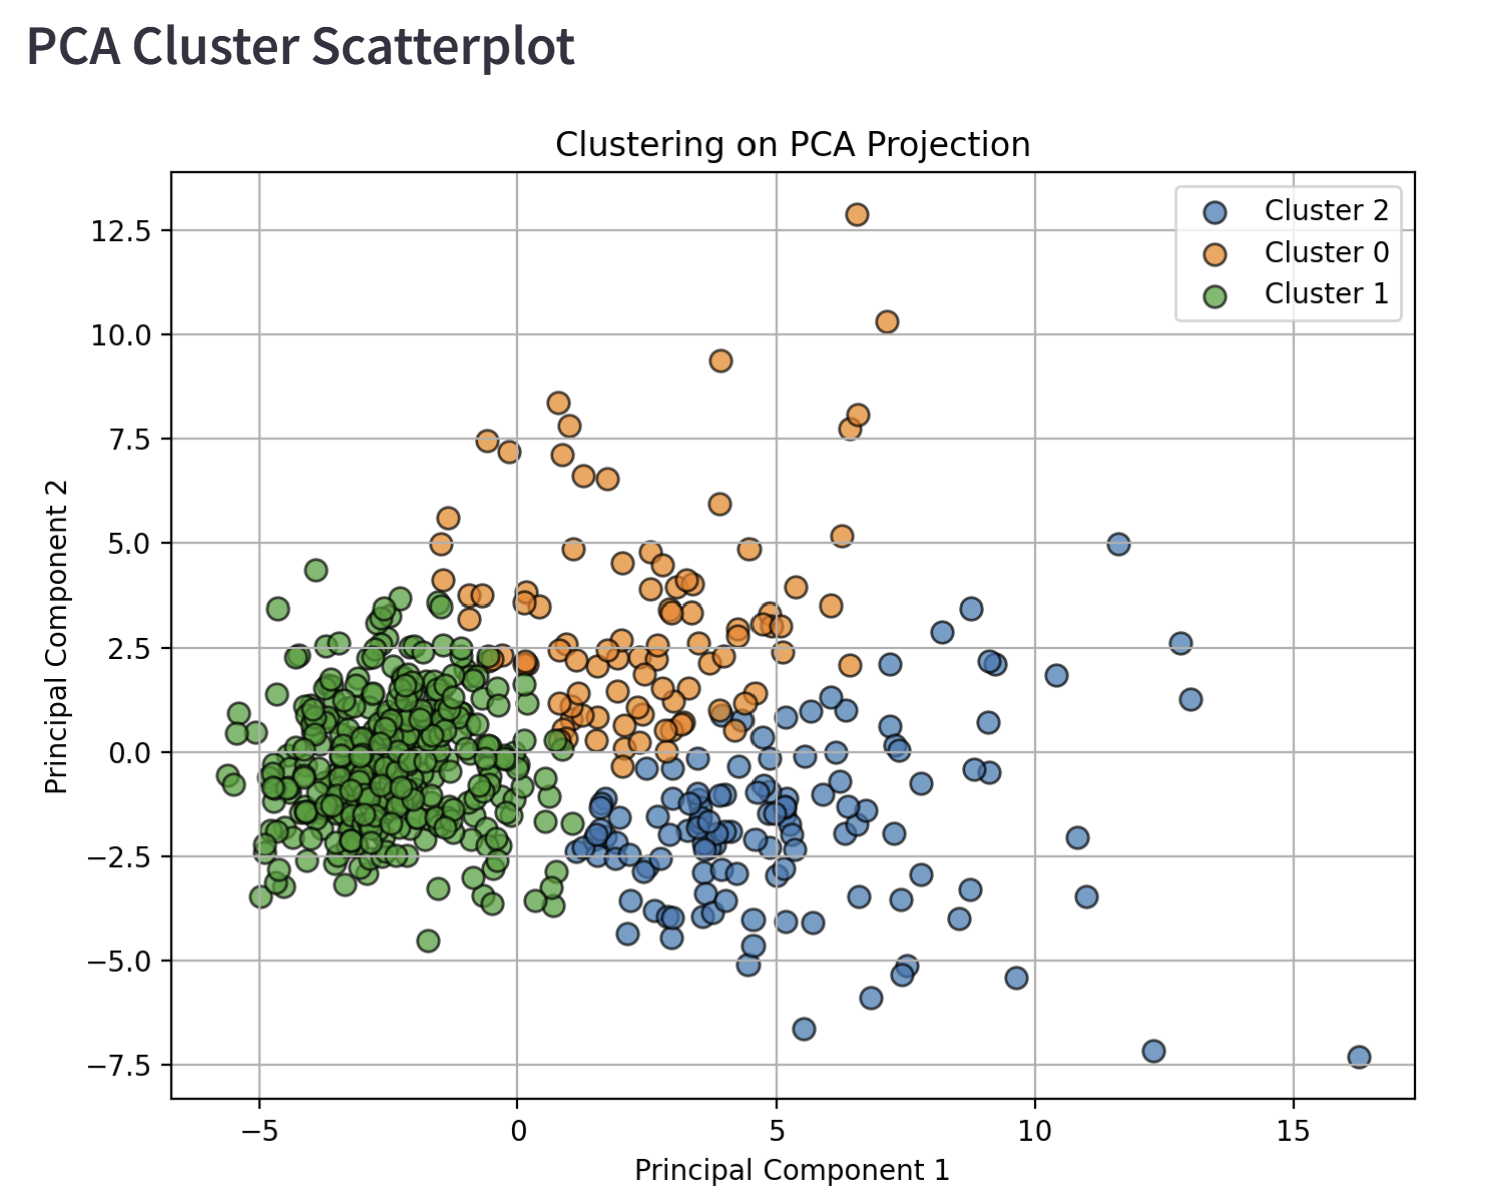 PCA Cluster Scatterplot
Clustering on PCA Projection
Cluster 2
Cluster 0
Cluster 1
12.5
10.0
7.5
5.0
2.5
0.0
−2.5
−5.0
−7.5
Principal Component 2
−5
0
5
10
15
Principal Component 1